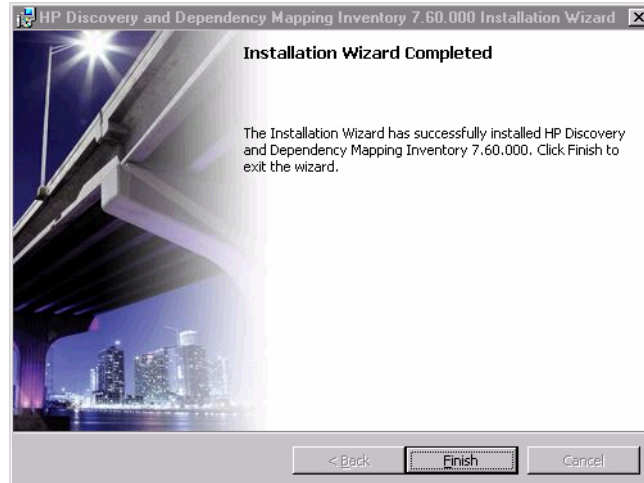 HP Discovery and Dependency Mapping Inventory 7.60.000 Installation Wizard
Installation Wizard Completed
The Installation Wizard has successfully installed HP Discovery
and Dependency Mapping Inventory 7.60.000. Click Finish to
exit the wizard.
< Back Finish Cancel